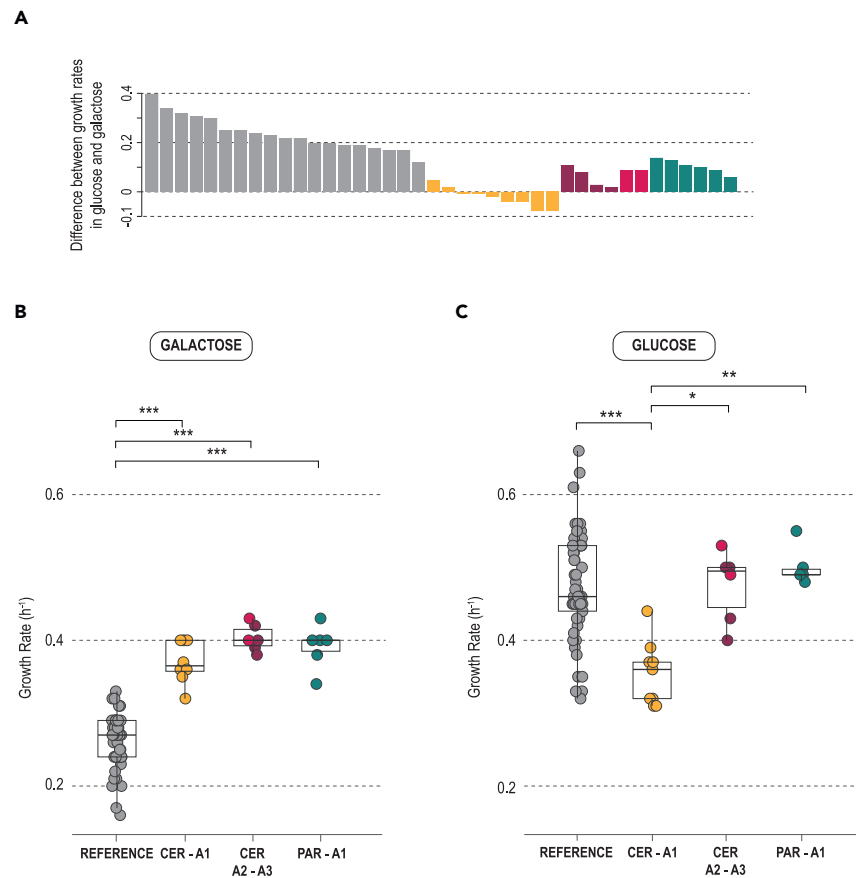 A
Difference between growth rates
in glucose and galactose
0.4
0.2
0
-0.1
B
GALACTOSE
***
***
***
0.6
0.4
0.2
Growth Rate (h⁻¹)
REFERENCE
CER - A1
CER
A2 - A3
PAR - A1
C
GLUCOSE
**
*
***
0.6
0.4
0.2
Growth Rate (h⁻¹)
REFERENCE
CER - A1
CER
A2 - A3
PAR - A1